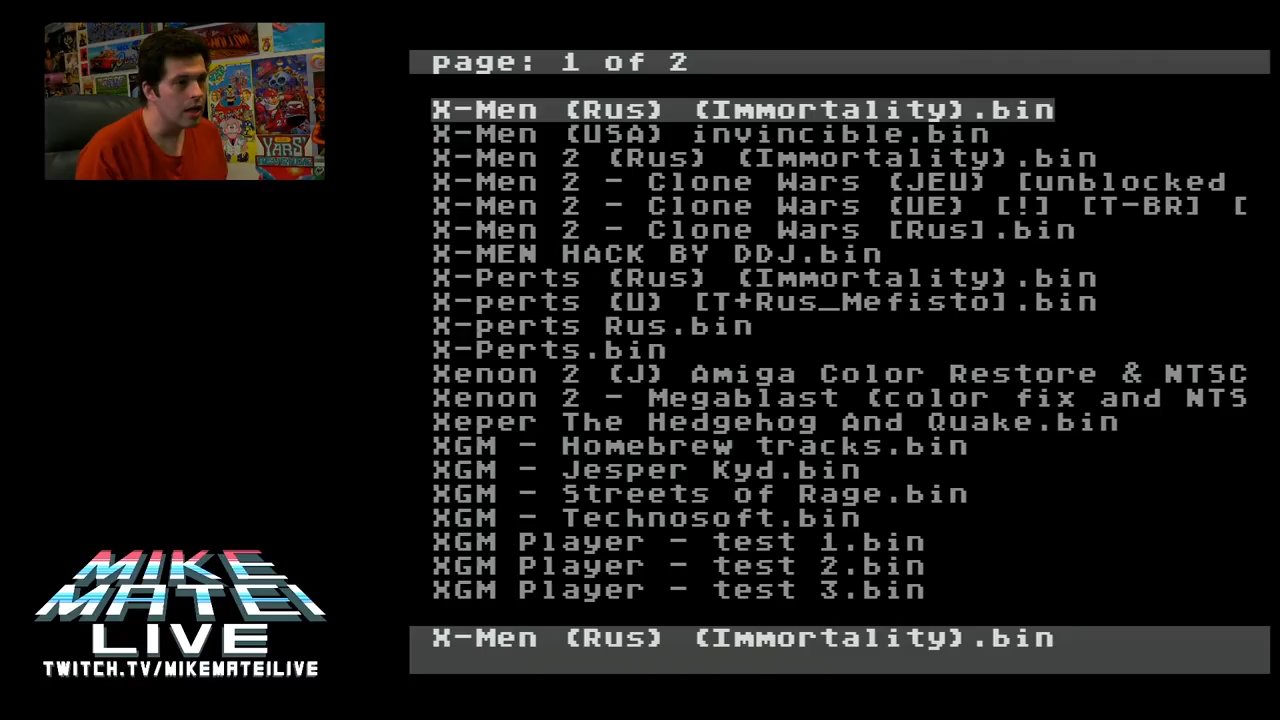 page: 1 of 2
X-Men (Rus) (Immortality).bin
X-Men (USA) invincible.bin
X-Men 2 (Rus) (Immortality).bin
X-Men 2 - Clone Wars (JEU) [unblocked
X-Men 2 - Clone Wars (UE) [!] [T-BR] [
X-Men 2 - Clone Wars [Rus].bin
X-MEN HACK BY DDJ.bin
X-Perts (Rus) (Immortality).bin
X-perts (U) [T+Rus_Mefisto].bin
X-perts Rus.bin
X-Perts.bin
Xenon 2 (J) Amiga Color Restore & NTSC
Xenon 2 - Megablast (color fix and NTS
Xeper The Hedgehog And Quake.bin
XGM - Homebrew tracks.bin
XGM - Jesper Kyd.bin
XGM - Streets of Rage.bin
XGM - Technosoft.bin
XGM Player - test 1.bin
XGM Player - test 2.bin
XGM Player - test 3.bin
X-Men (Rus) (Immortality).bin
YARS'
MIKE
MATEI
LIVE
TWITCH.TV/MIKEMATEILIVE